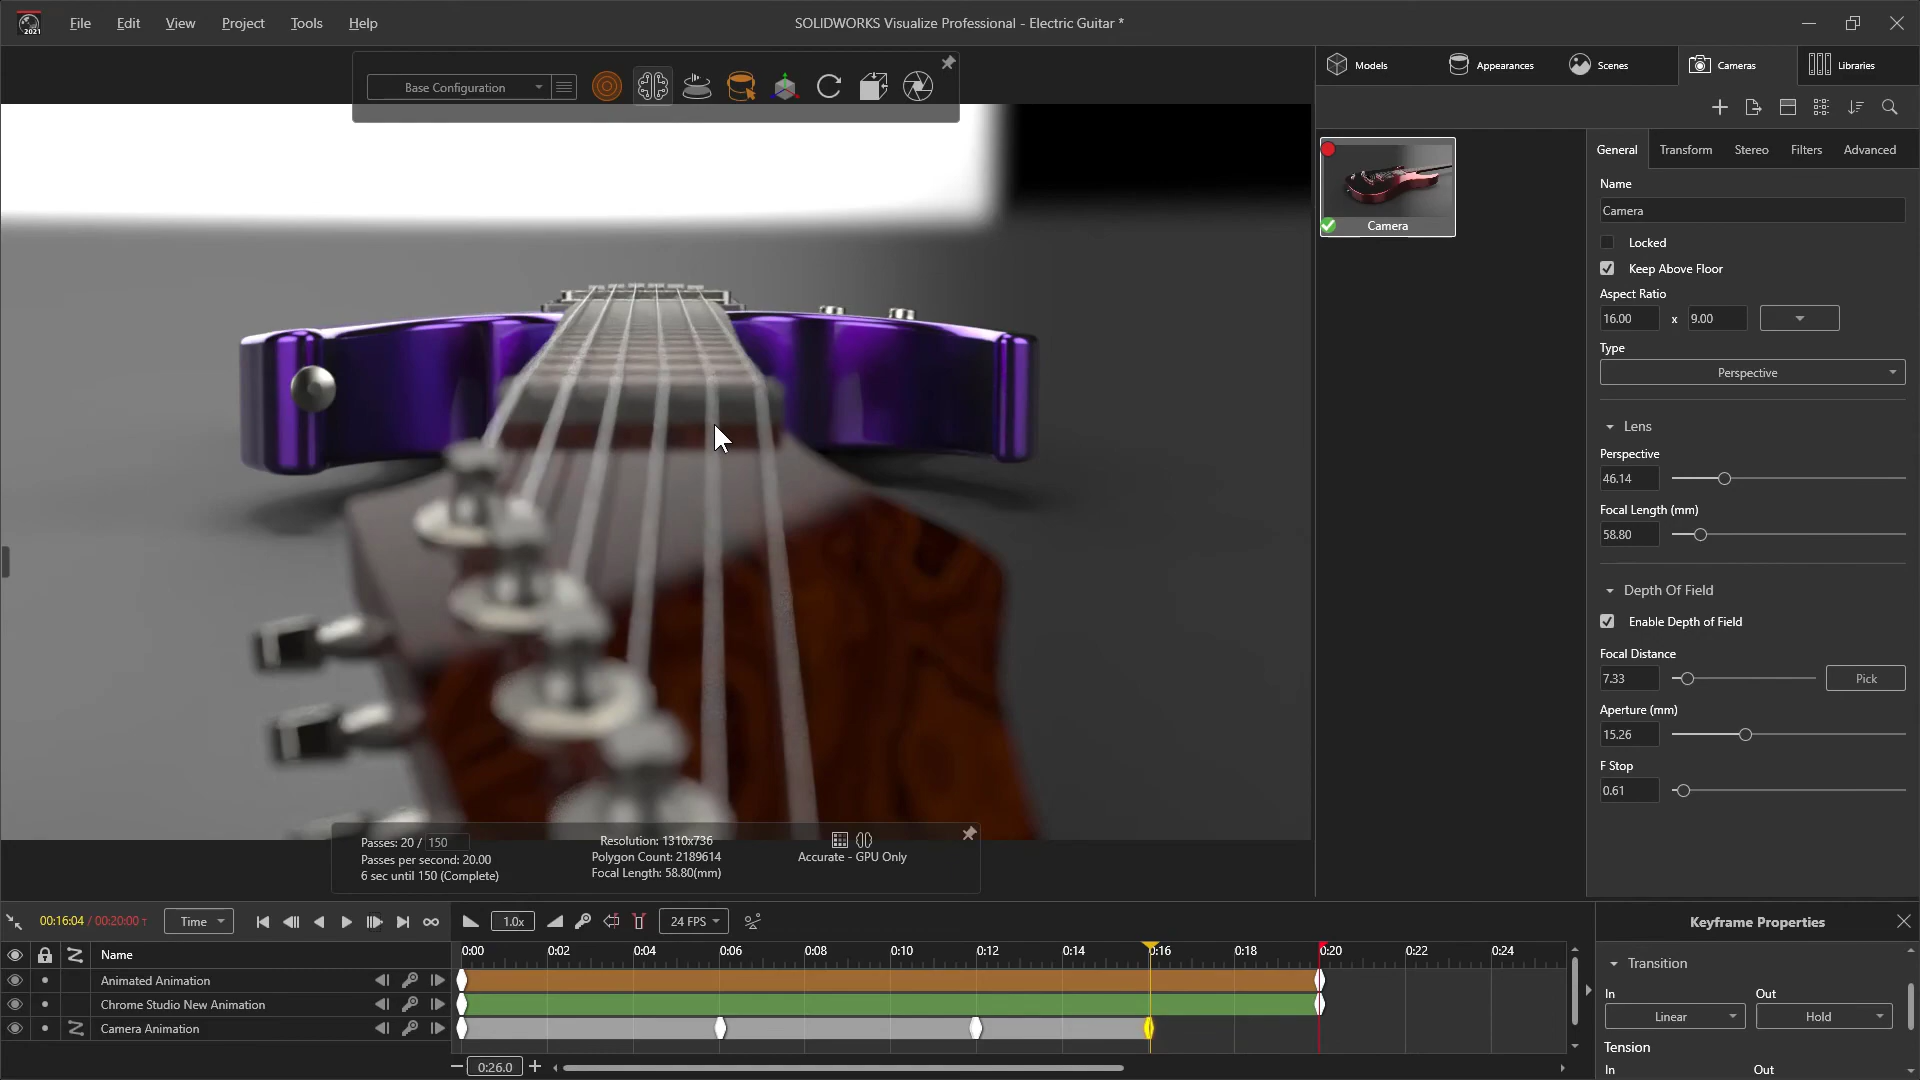 2021
File Edit View Project Tools Help
SOLIDWORKS Visualize Professional - Electric Guitar *
Base Configuration
Models Appearances Scenes Cameras Libraries
Camera
General Transform Stereo Filters Advanced
Name
Camera
Locked
Keep Above Floor
Aspect Ratio
16.00 x 9.00
Type
Perspective
Lens
Perspective
46.14
Focal Length (mm)
58.80
Depth Of Field
Enable Depth of Field
Focal Distance
7.33 Pick
Aperture (mm)
15.26
F Stop
0.61
Passes: 20 / 150
Passes per second: 20.00
6 sec until 150 (Complete)
Resolution: 1310x736
Polygon Count: 2189614
Focal Length: 58.80(mm)
Accurate - GPU Only
00:16:04 / 00:20:00 T Time 1.0x 24 FPS
Name 0:00 0:02 0:04 0:06 0:08 0:10 0:12 0:14 0:16 0:18 0:20 0:22 0:24
Animated Animation
Chrome Studio New Animation
Camera Animation
0:26.0
Keyframe Properties
Transition
In Out
Linear Hold
Tension
In Out